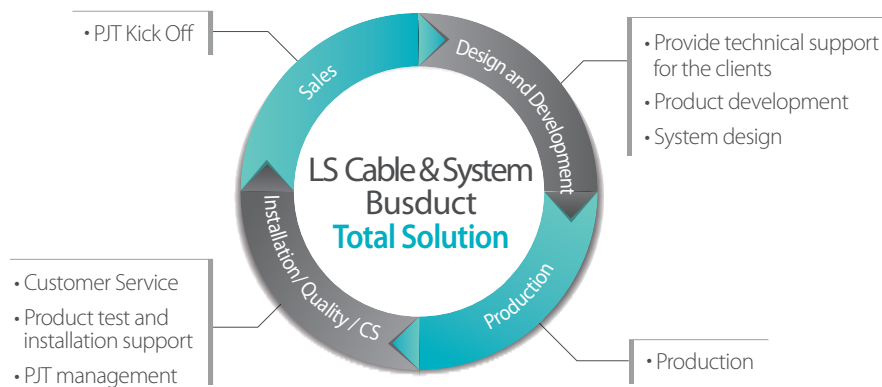 • PJT Kick Off
Sales
Design and Development
• Provide technical support
for the clients
• Product development
• System design
LS Cable & System
Busduct
Total Solution
Installation / Quality / CS
Production
• Customer Service
• Product test and
installation support
• PJT management
• Production